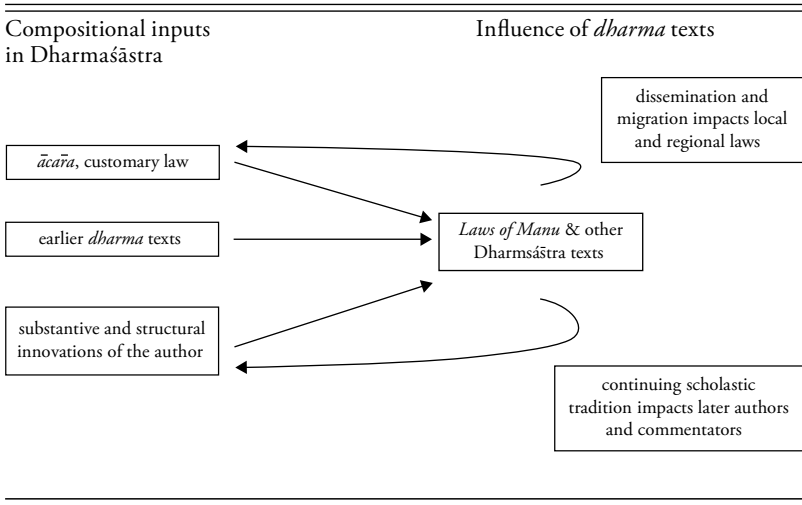 Compositional inputs
in Dharmaśāstra
Influence of dharma texts
dissemination and
migration impacts local
and regional laws
ācaŕa, customary law
earlier dharma texts
Laws of Manu & other
Dharmsáśtra texts
substantive and structural
innovations of the author
continuing scholastic
tradition impacts later authors
and commentators